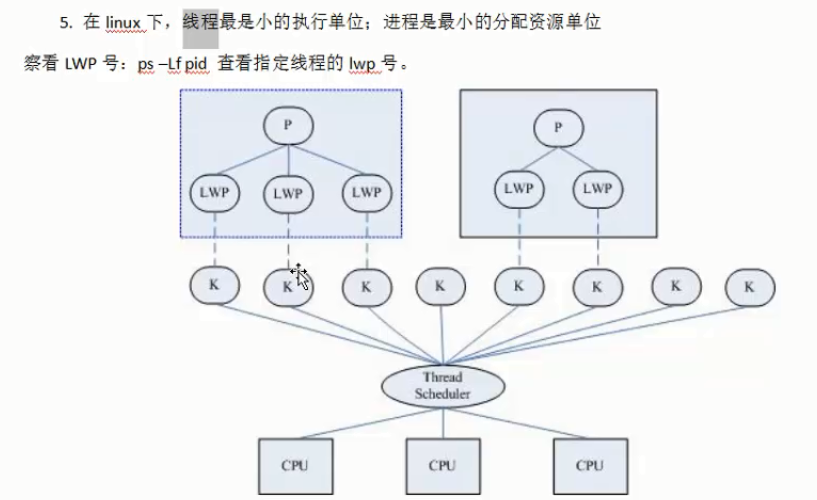 5. 在 linux 下，线程最是小的执行单位；进程是最小的分配资源单位
察看 LWP 号：ps –Lf pid 查看指定线程的 lwp 号。
P P
LWP LWP LWP LWP LWP
K K K K K K K K
Thread
Scheduler
CPU CPU CPU